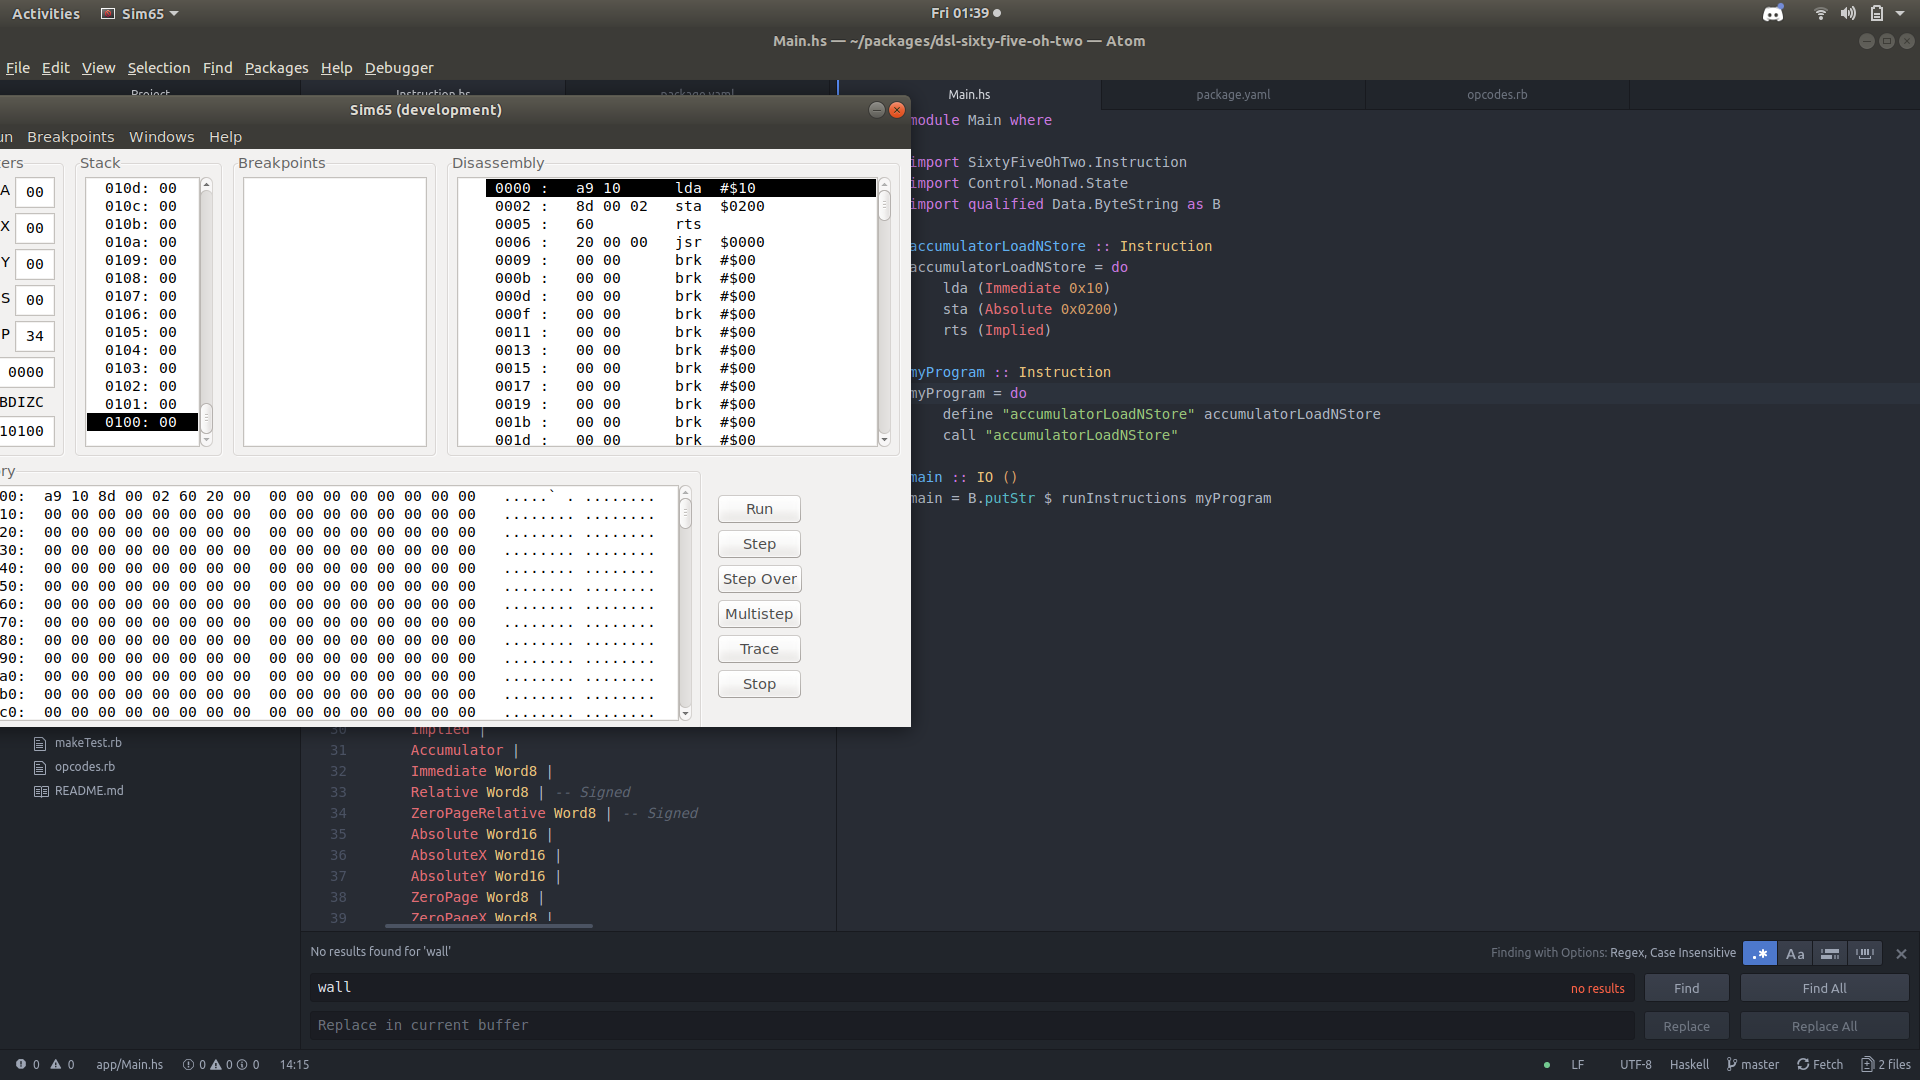 Activities Sim65 Fri 01:39
Main.hs — ~/packages/dsl-sixty-five-oh-two — Atom
File Edit View Selection Find Packages Help Debugger
Project Instruction.hs package.yaml Main.hs package.yaml opcodes.rb
Sim65 (development)
un Breakpoints Windows Help
ers Stack Breakpoints Disassembly
A 00
X 00
Y 00
S 00
P 34
0000
BDIZC
10100
010d: 00
010c: 00
010b: 00
010a: 00
0109: 00
0108: 00
0107: 00
0106: 00
0105: 00
0104: 00
0103: 00
0102: 00
0101: 00
0100: 00
0000 : a9 10 lda #$10
0002 : 8d 00 02 sta $0200
0005 : 60 rts
0006 : 20 00 00 jsr $0000
0009 : 00 00 brk #$00
000b : 00 00 brk #$00
000d : 00 00 brk #$00
000f : 00 00 brk #$00
0011 : 00 00 brk #$00
0013 : 00 00 brk #$00
0015 : 00 00 brk #$00
0017 : 00 00 brk #$00
0019 : 00 00 brk #$00
001b : 00 00 brk #$00
001d : 00 00 brk #$00
ry
00: a9 10 8d 00 02 60 20 00 00 00 00 00 00 00 00 00 .....` . ........
10: 00 00 00 00 00 00 00 00 00 00 00 00 00 00 00 00 ........ ........
20: 00 00 00 00 00 00 00 00 00 00 00 00 00 00 00 00 ........ ........
30: 00 00 00 00 00 00 00 00 00 00 00 00 00 00 00 00 ........ ........
40: 00 00 00 00 00 00 00 00 00 00 00 00 00 00 00 00 ........ ........
50: 00 00 00 00 00 00 00 00 00 00 00 00 00 00 00 00 ........ ........
60: 00 00 00 00 00 00 00 00 00 00 00 00 00 00 00 00 ........ ........
70: 00 00 00 00 00 00 00 00 00 00 00 00 00 00 00 00 ........ ........
80: 00 00 00 00 00 00 00 00 00 00 00 00 00 00 00 00 ........ ........
90: 00 00 00 00 00 00 00 00 00 00 00 00 00 00 00 00 ........ ........
a0: 00 00 00 00 00 00 00 00 00 00 00 00 00 00 00 00 ........ ........
b0: 00 00 00 00 00 00 00 00 00 00 00 00 00 00 00 00 ........ ........
c0: 00 00 00 00 00 00 00 00 00 00 00 00 00 00 00 00 ........ ........
Run
Step
Step Over
Multistep
Trace
Stop
module Main where
import SixtyFiveOhTwo.Instruction
import Control.Monad.State
import qualified Data.ByteString as B
accumulatorLoadNStore :: Instruction
accumulatorLoadNStore = do
lda (Immediate 0x10)
sta (Absolute 0x0200)
rts (Implied)
myProgram :: Instruction
myProgram = do
define "accumulatorLoadNStore" accumulatorLoadNStore
call "accumulatorLoadNStore"
main :: IO ()
main = B.putStr $ runInstructions myProgram
makeTest.rb
opcodes.rb
README.md
30 Implied |
31 Accumulator |
32 Immediate Word8 |
33 Relative Word8 | -- Signed
34 ZeroPageRelative Word8 | -- Signed
35 Absolute Word16 |
36 AbsoluteX Word16 |
37 AbsoluteY Word16 |
38 ZeroPage Word8 |
39 ZeroPageX Word8 |
No results found for 'wall' Finding with Options: Regex, Case Insensitive .* Aa
wall no results Find Find All
Replace in current buffer Replace Replace All
0 0 app/Main.hs 0 0 0 14:15 LF UTF-8 Haskell master Fetch 2 files